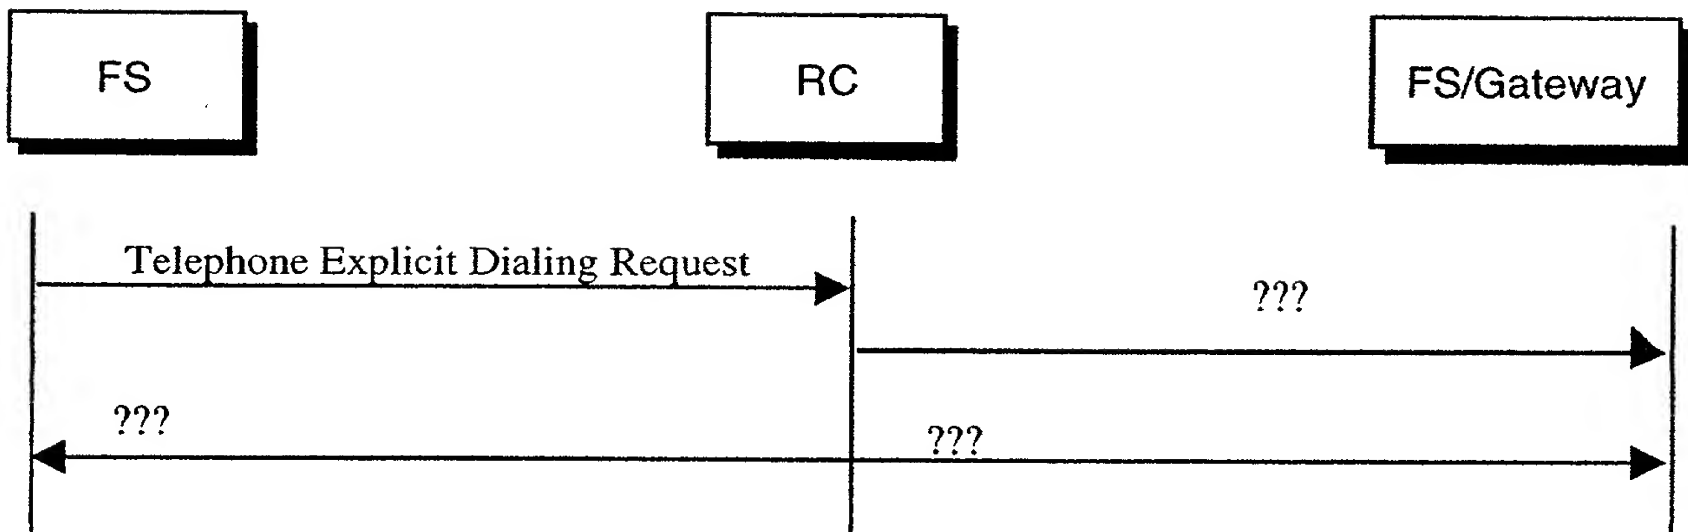 FS
RC
FS/Gateway
Telephone Explicit Dialing Request
???
???
???